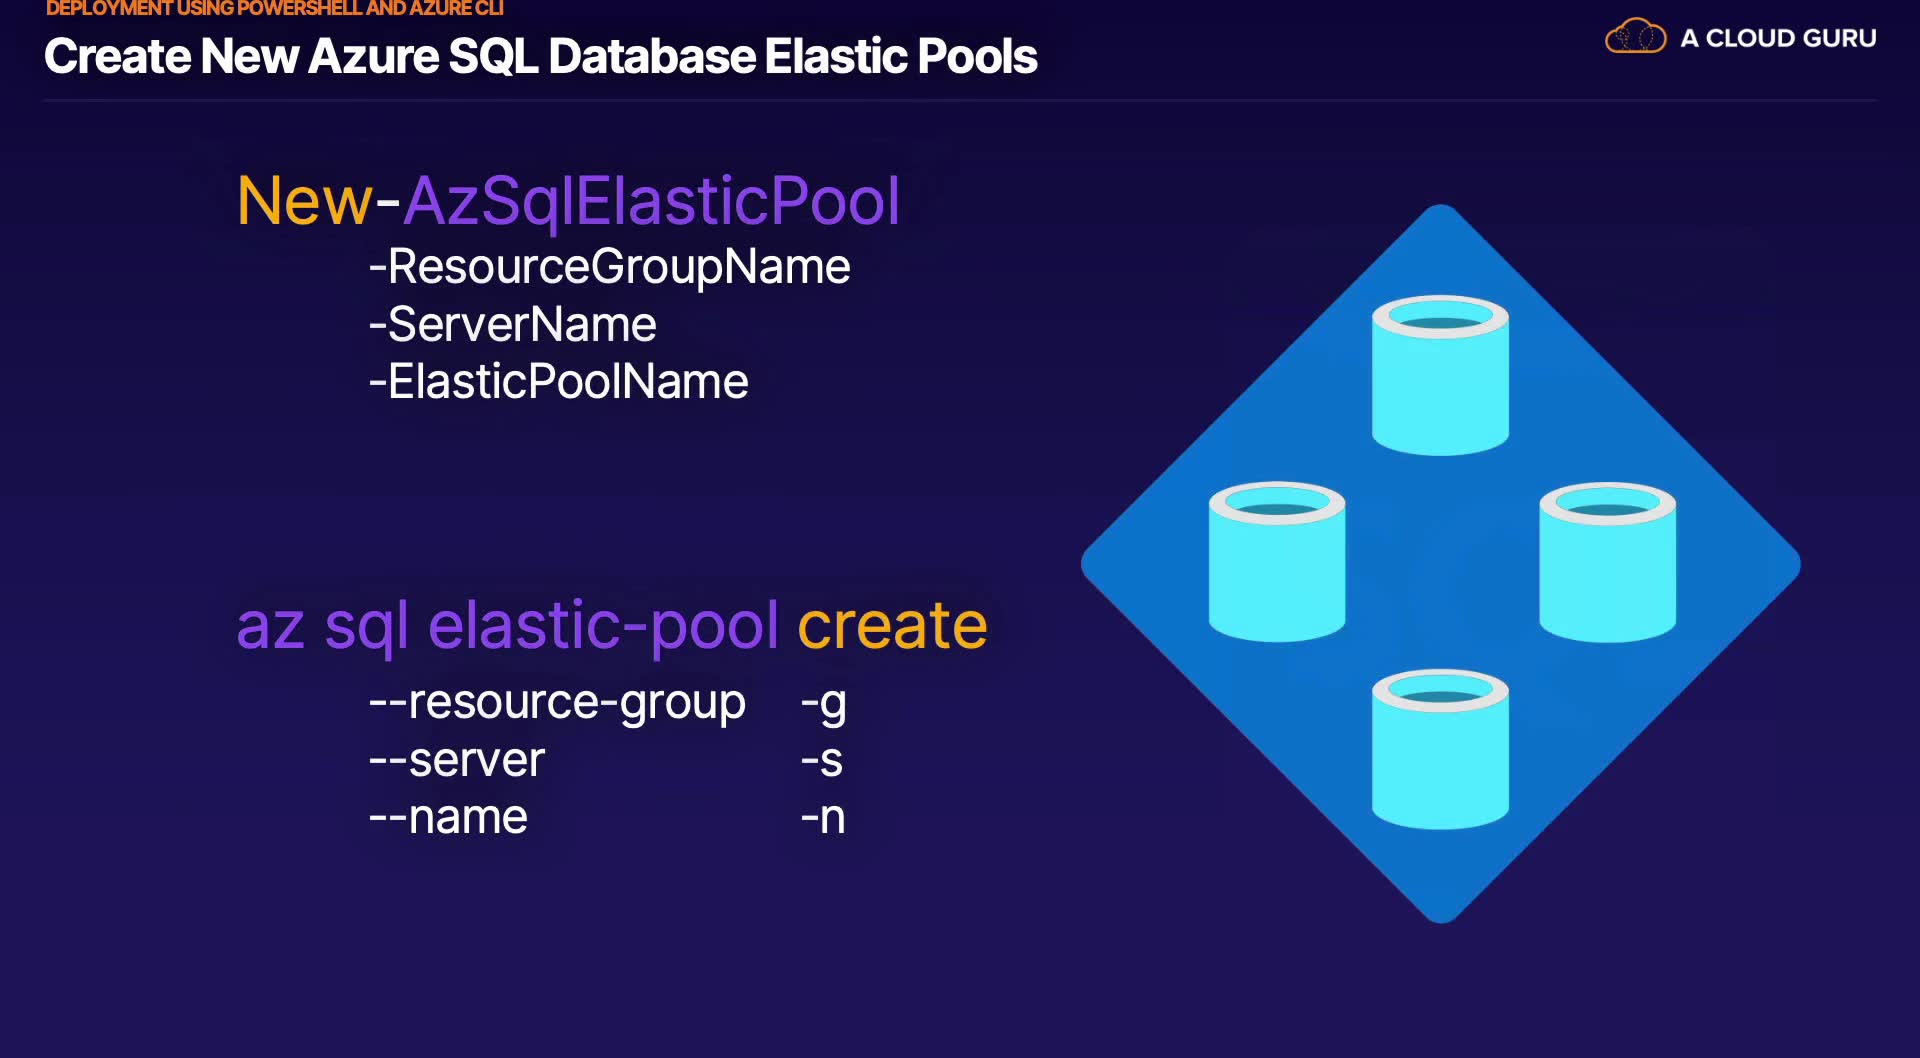 DEPLOYMENT USING POWERSHELL AND AZURE CLI
Create New Azure SQL Database Elastic Pools
A CLOUD GURU
New-AzSqlElasticPool
-ResourceGroupName
-ServerName
-ElasticPoolName
az sql elastic-pool create
--resource-group -g
--server -s
--name -n